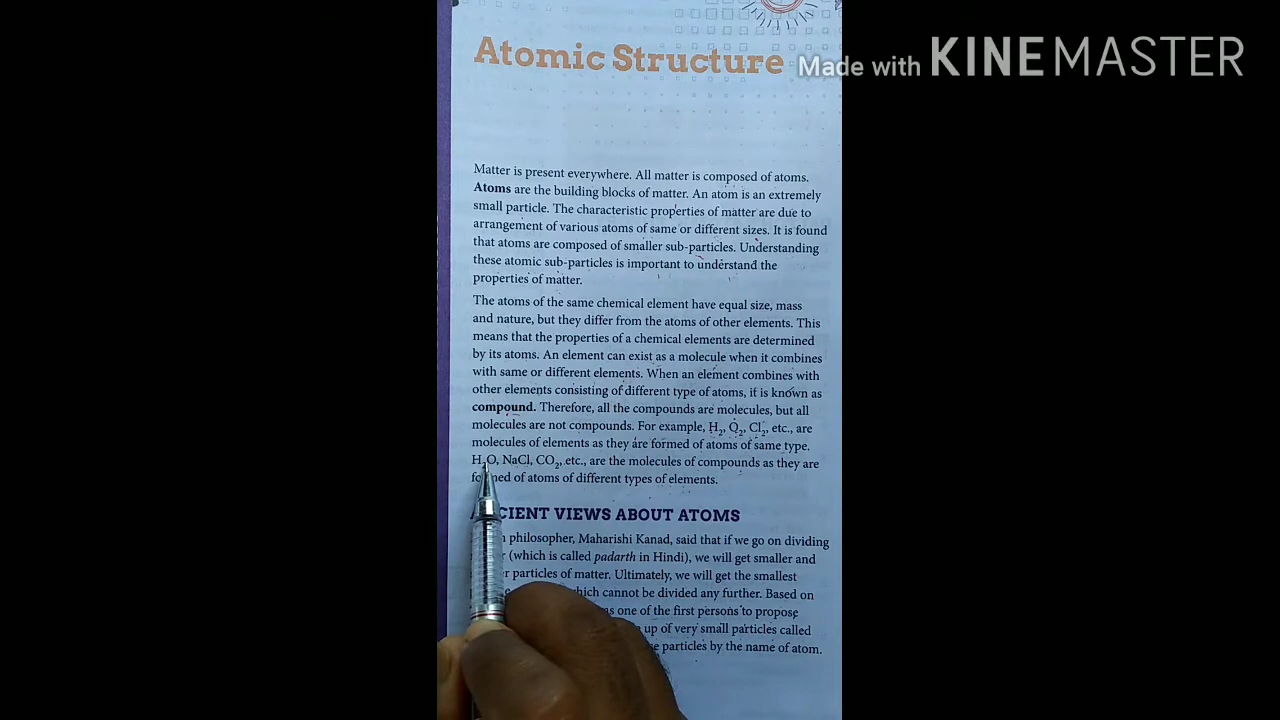 Atomic Structure
Made with KINEMASTER
Matter is present everywhere. All matter is composed of atoms.
Atoms are the building blocks of matter. An atom is an extremely
small particle. The characteristic properties of matter are due to
arrangement of various atoms of same or different sizes. It is found
that atoms are composed of smaller sub-particles. Understanding
these atomic sub-particles is important to understand the
properties of matter.
The atoms of the same chemical element have equal size, mass
and nature, but they differ from the atoms of other elements. This
means that the properties of a chemical elements are determined
by its atoms. An element can exist as a molecule when it combines
with same or different elements. When an element combines with
other elements consisting of different type of atoms, if is known as
compound. Therefore, all the compounds are molecules, but all
molecules are not compounds. For example, H₂, O₂, Cl₂, etc., are
molecules of elements as they are formed of atoms of same type.
H₂O, NaCl, CO₂, etc., are the molecules of compounds as they are
of atoms of different types of elements.
VIEWS ABOUT ATOMS
philosopher, Maharishi Kanad, said that if we go on dividing
(which is called padarth in Hindi), we will get smaller and
particles of matter. Ultimately, we will get the smallest
which cannot be divided any further. Based on
as one of the first persons to propose
up of very small particles called
particles by the name of atom.